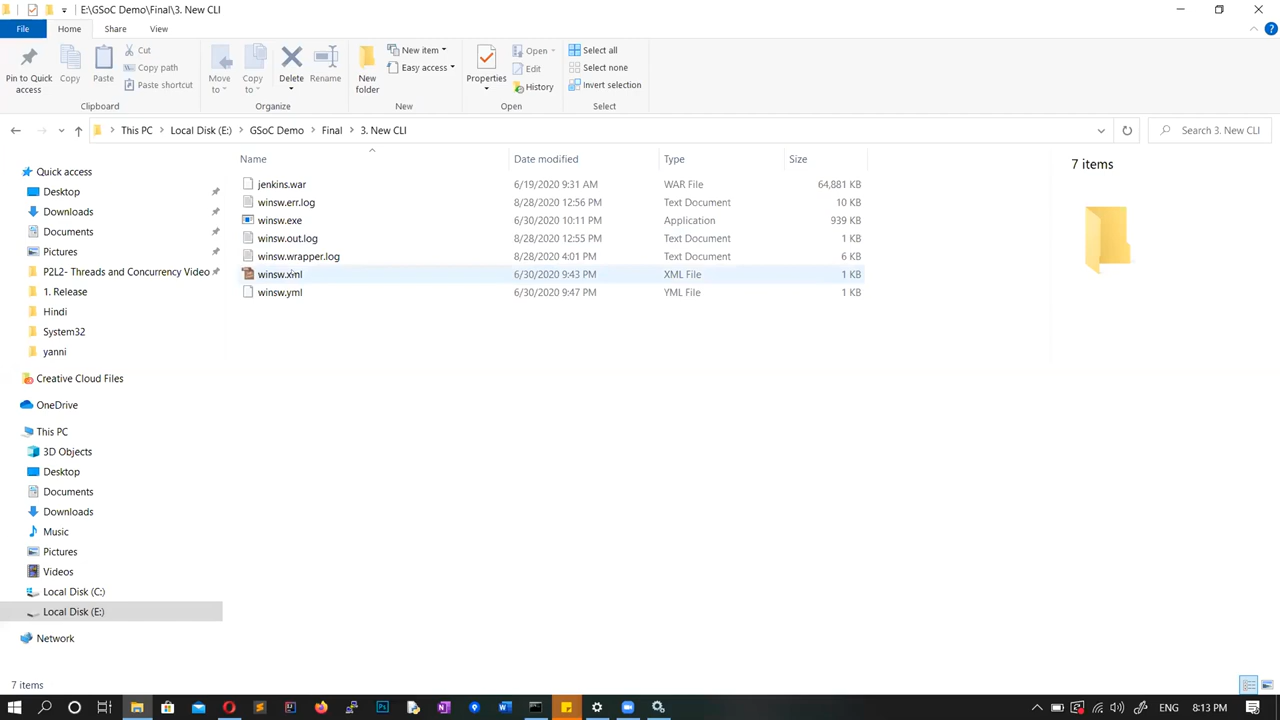 E:\GSoC Demo\Final\3. New CLI
File Home Share View
Pin to Quick access
Copy
Paste
Cut
Copy path
Paste shortcut
Clipboard
Move to
Copy to
Delete
Rename
Organize
New folder
New item
Easy access
New
Properties
Open
Edit
History
Open
Select all
Select none
Invert selection
Select
This PC > Local Disk (E:) > GSoC Demo > Final > 3. New CLI
Search 3. New CLI
Quick access
Desktop
Downloads
Documents
Pictures
P2L2- Threads and Concurrency Video
1. Release
Hindi
System32
yanni
Creative Cloud Files
OneDrive
This PC
3D Objects
Desktop
Documents
Downloads
Music
Pictures
Videos
Local Disk (C:)
Local Disk (E:)
Network
Name Date modified Type Size
jenkins.war 6/19/2020 9:31 AM WAR File 64,881 KB
winsw.err.log 8/28/2020 12:56 PM Text Document 10 KB
winsw.exe 6/30/2020 10:11 PM Application 939 KB
winsw.out.log 8/28/2020 12:55 PM Text Document 1 KB
winsw.wrapper.log 8/28/2020 4:01 PM Text Document 6 KB
winsw.xml 6/30/2020 9:43 PM XML File 1 KB
winsw.yml 6/30/2020 9:47 PM YML File 1 KB
7 items
7 items
ENG 8:13 PM